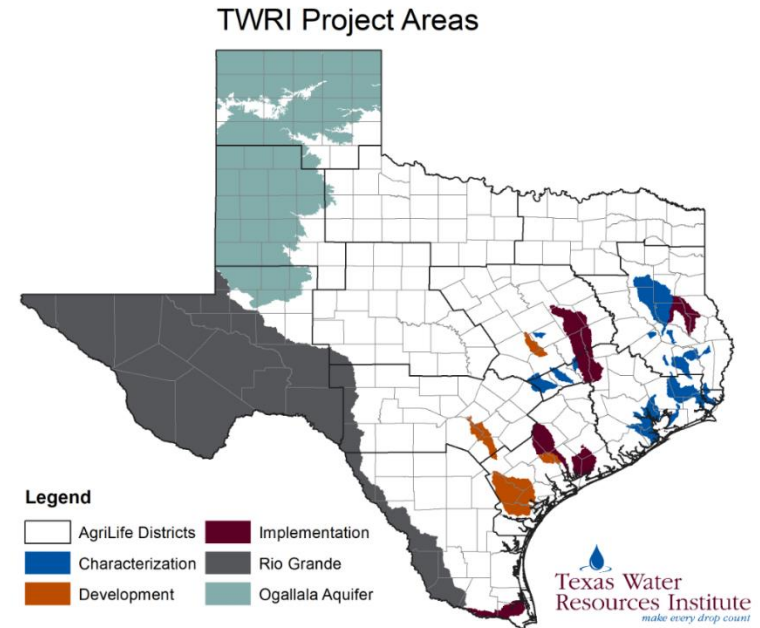 TWRI Project Areas
Legend
AgriLife Districts
Implementation
Characterization
Rio Grande
Development
Ogallala Aquifer
Texas Water
Resources Institute
make every drop count